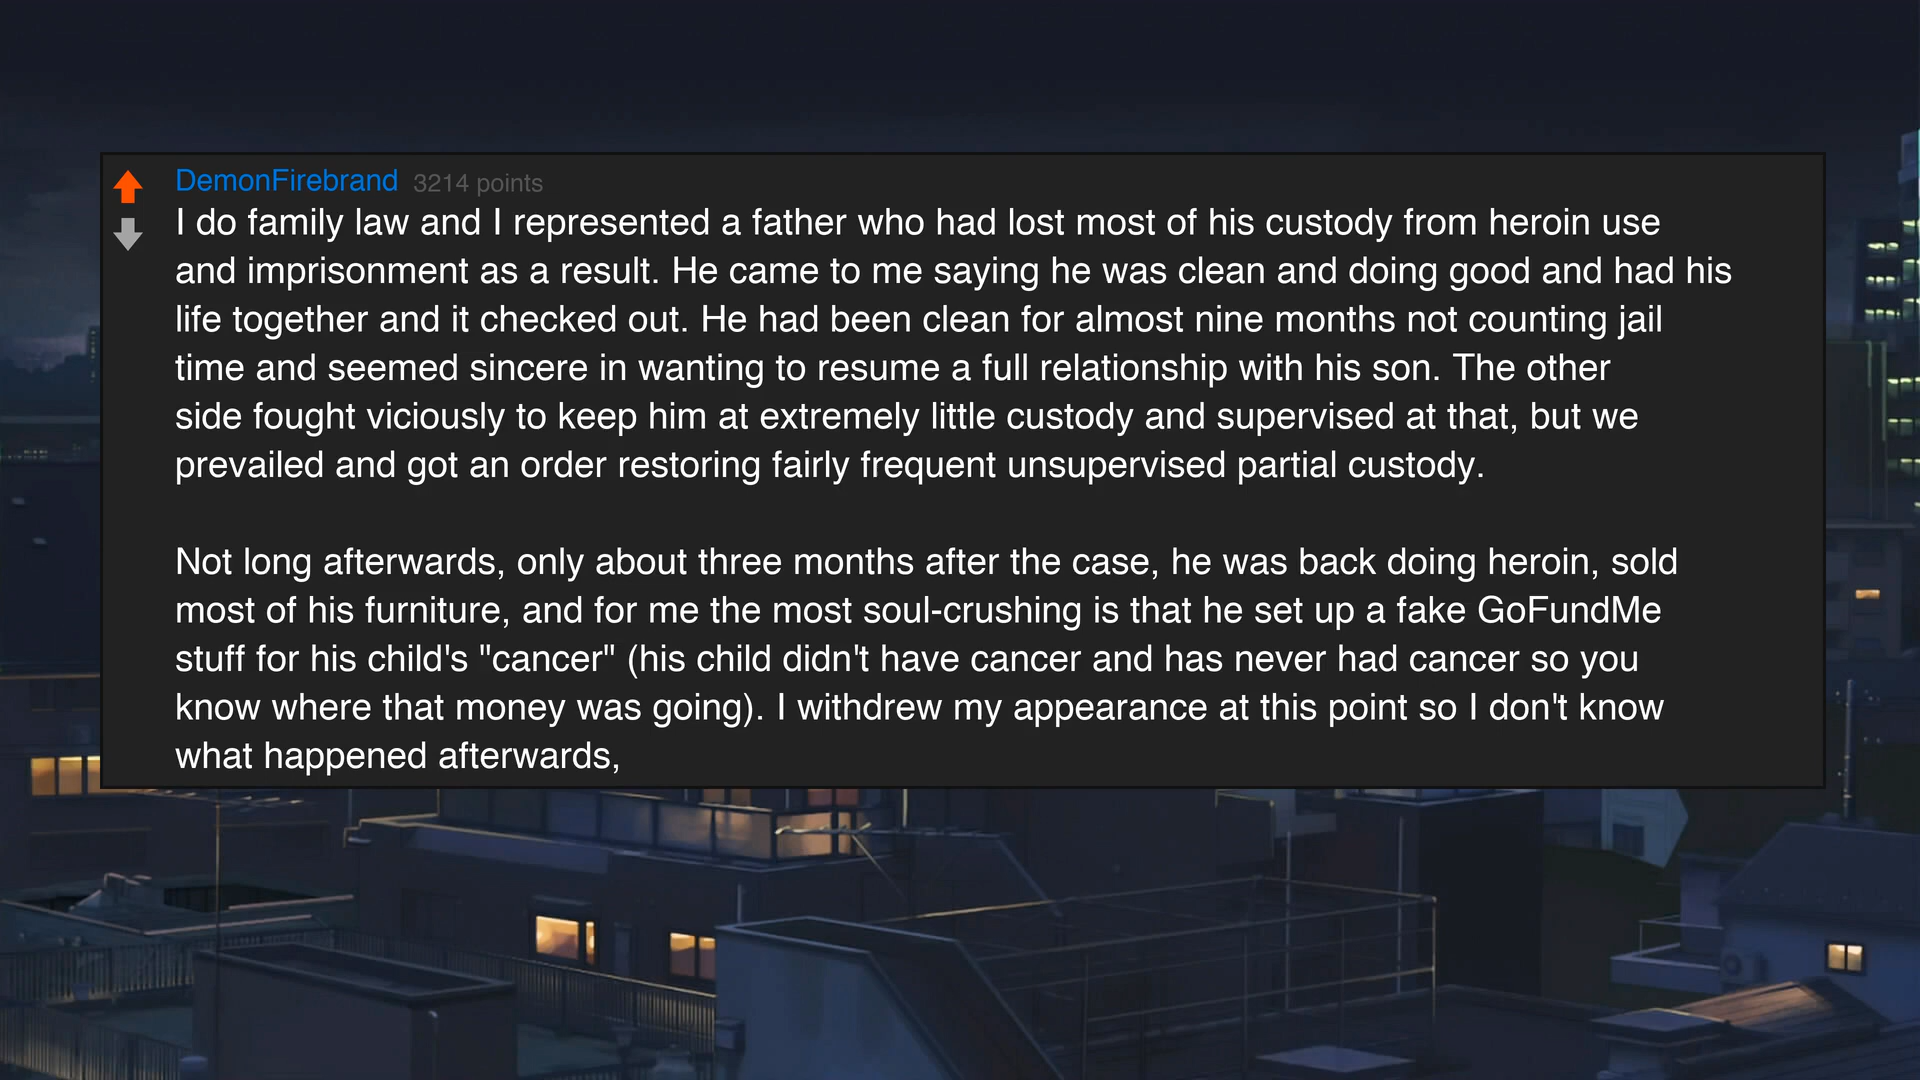 DemonFirebrand 3214 points
I do family law and I represented a father who had lost most of his custody from heroin use
and imprisonment as a result. He came to me saying he was clean and doing good and had his
life together and it checked out. He had been clean for almost nine months not counting jail
time and seemed sincere in wanting to resume a full relationship with his son. The other
side fought viciously to keep him at extremely little custody and supervised at that, but we
prevailed and got an order restoring fairly frequent unsupervised partial custody.
Not long afterwards, only about three months after the case, he was back doing heroin, sold
most of his furniture, and for me the most soul-crushing is that he set up a fake GoFundMe
stuff for his child's "cancer" (his child didn't have cancer and has never had cancer so you
know where that money was going). I withdrew my appearance at this point so I don't know
what happened afterwards,